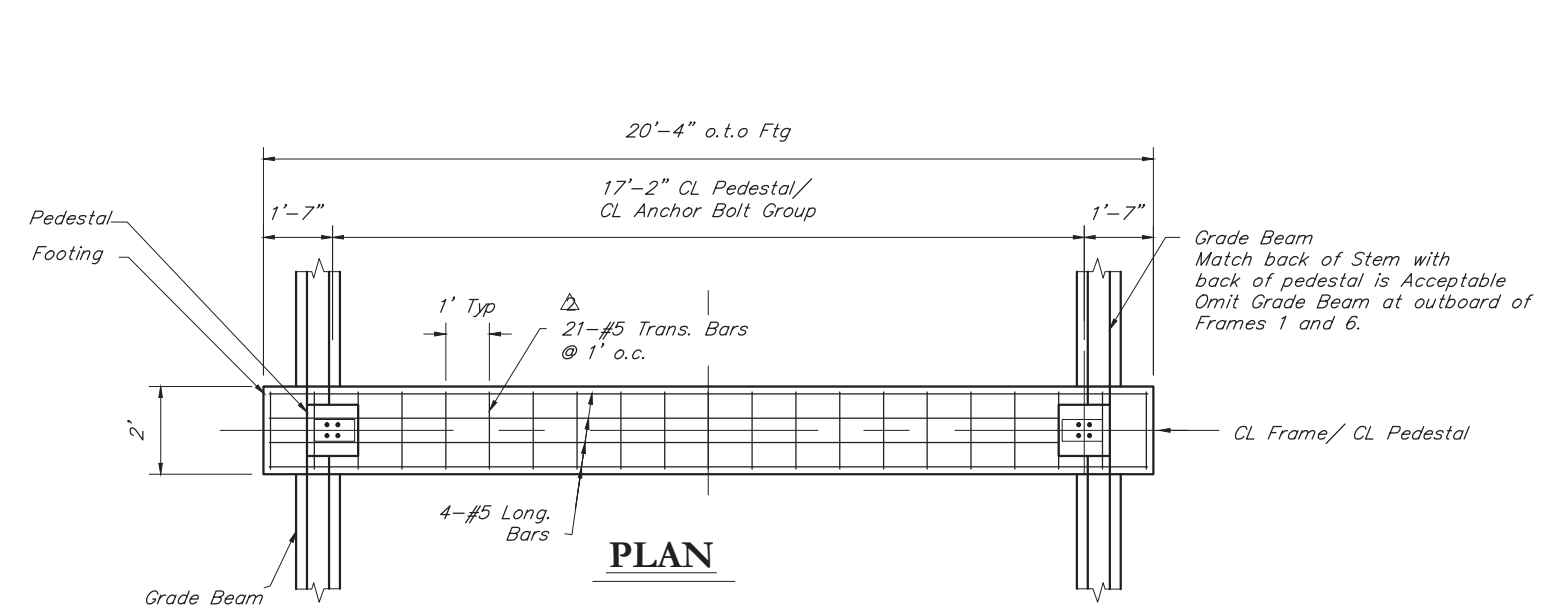 20'-4" o.t.o Ftg
17'-2" CL Pedestal/
CL Anchor Bolt Group
1'-7"
1'-7"
Pedestal
Footing
Grade Beam
Match back of Stem with
back of pedestal is Acceptable
Omit Grade Beam at outboard of
Frames 1 and 6.
1' Typ
2
21-#5 Trans. Bars
@ 1' o.c.
2'
CL Frame/ CL Pedestal
4-#5 Long.
Bars
PLAN
Grade Beam